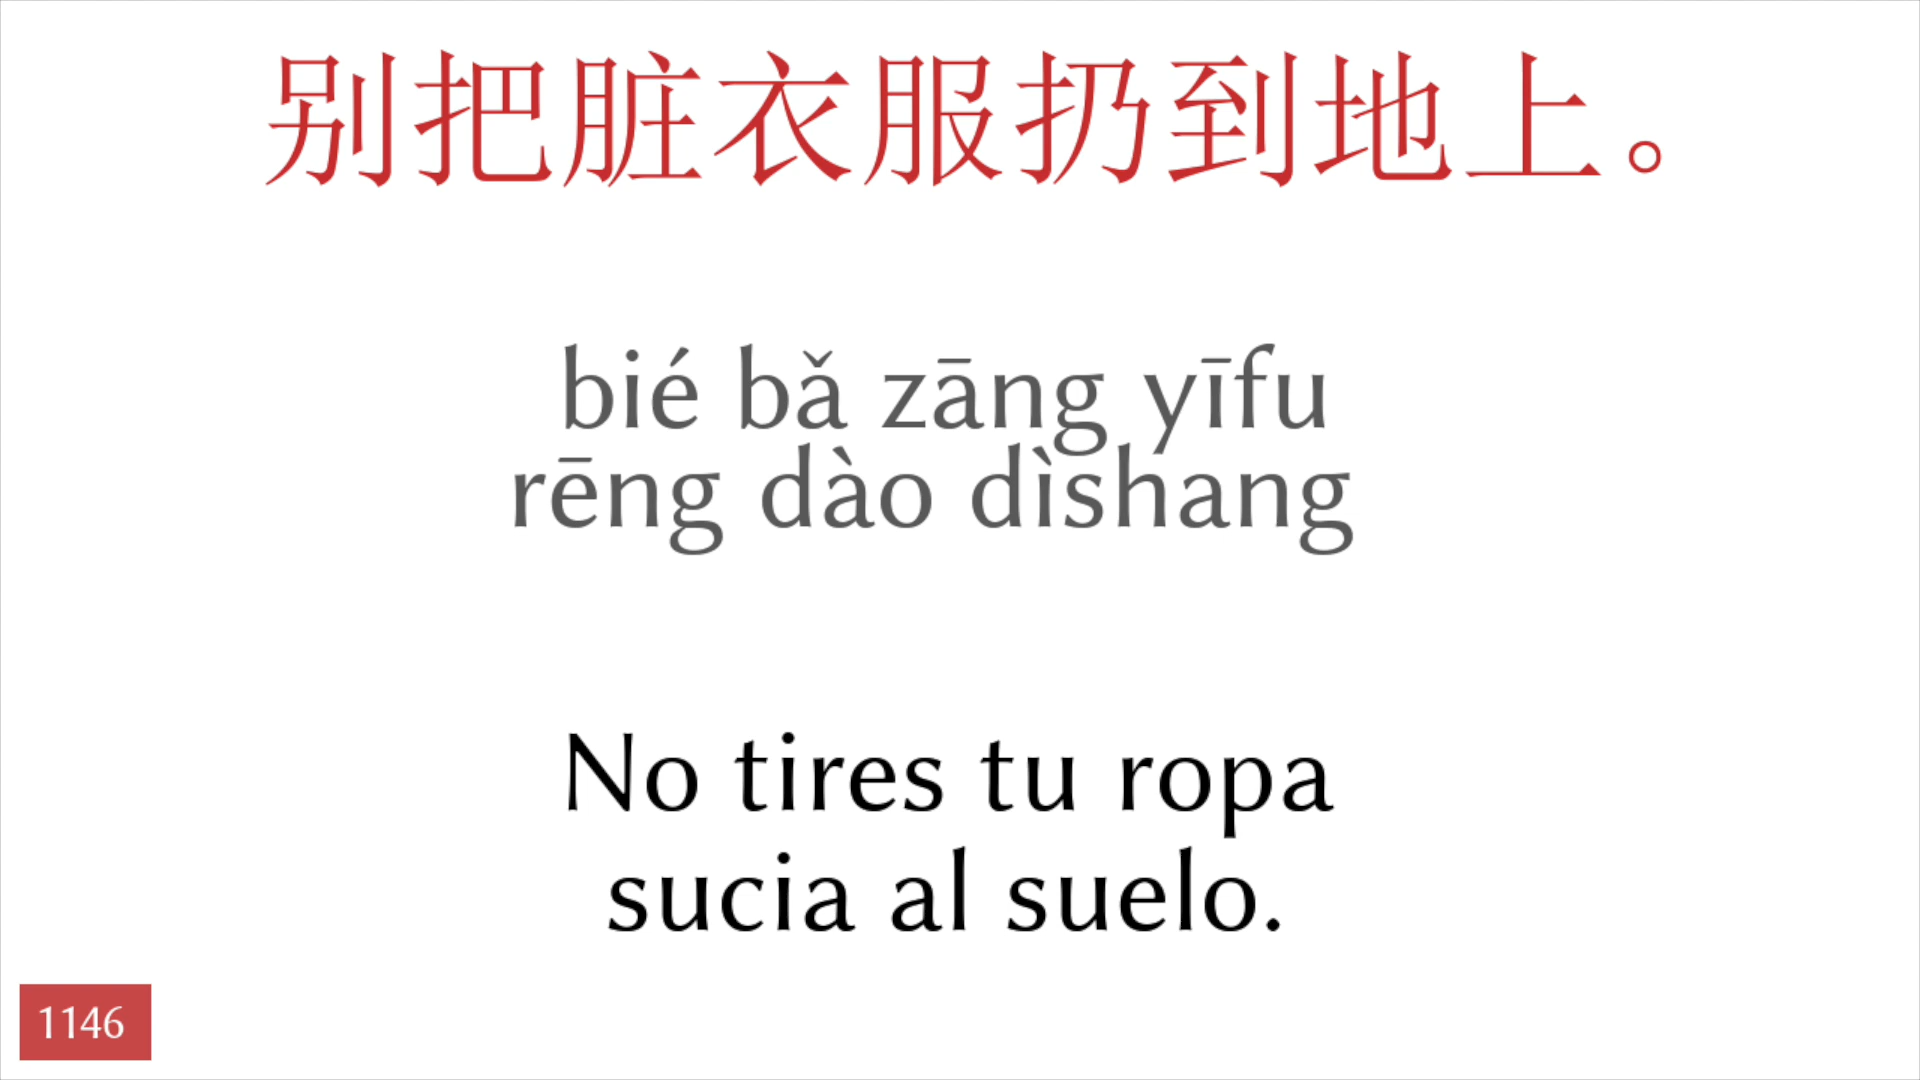 别把脏衣服扔到地上。
bié bǎ zāng yīfu
rēng dào dìshang
No tires tu ropa
sucia al suelo.
1146